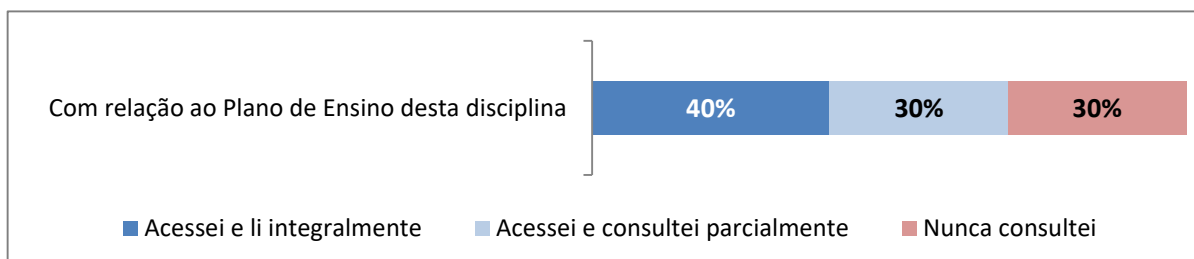 Com relação ao Plano de Ensino desta disciplina
40%
30%
30%
Acessei e li integralmente
Acessei e consultei parcialmente
Nunca consultei